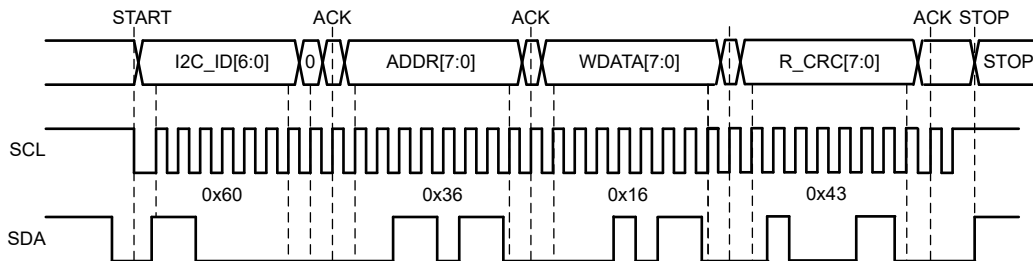 START ACK ACK ACK STOP
I2C_ID[6:0] 0 ADDR[7:0] WDATA[7:0] R_CRC[7:0] STOP
SCL
0x60 0x36 0x16 0x43
SDA